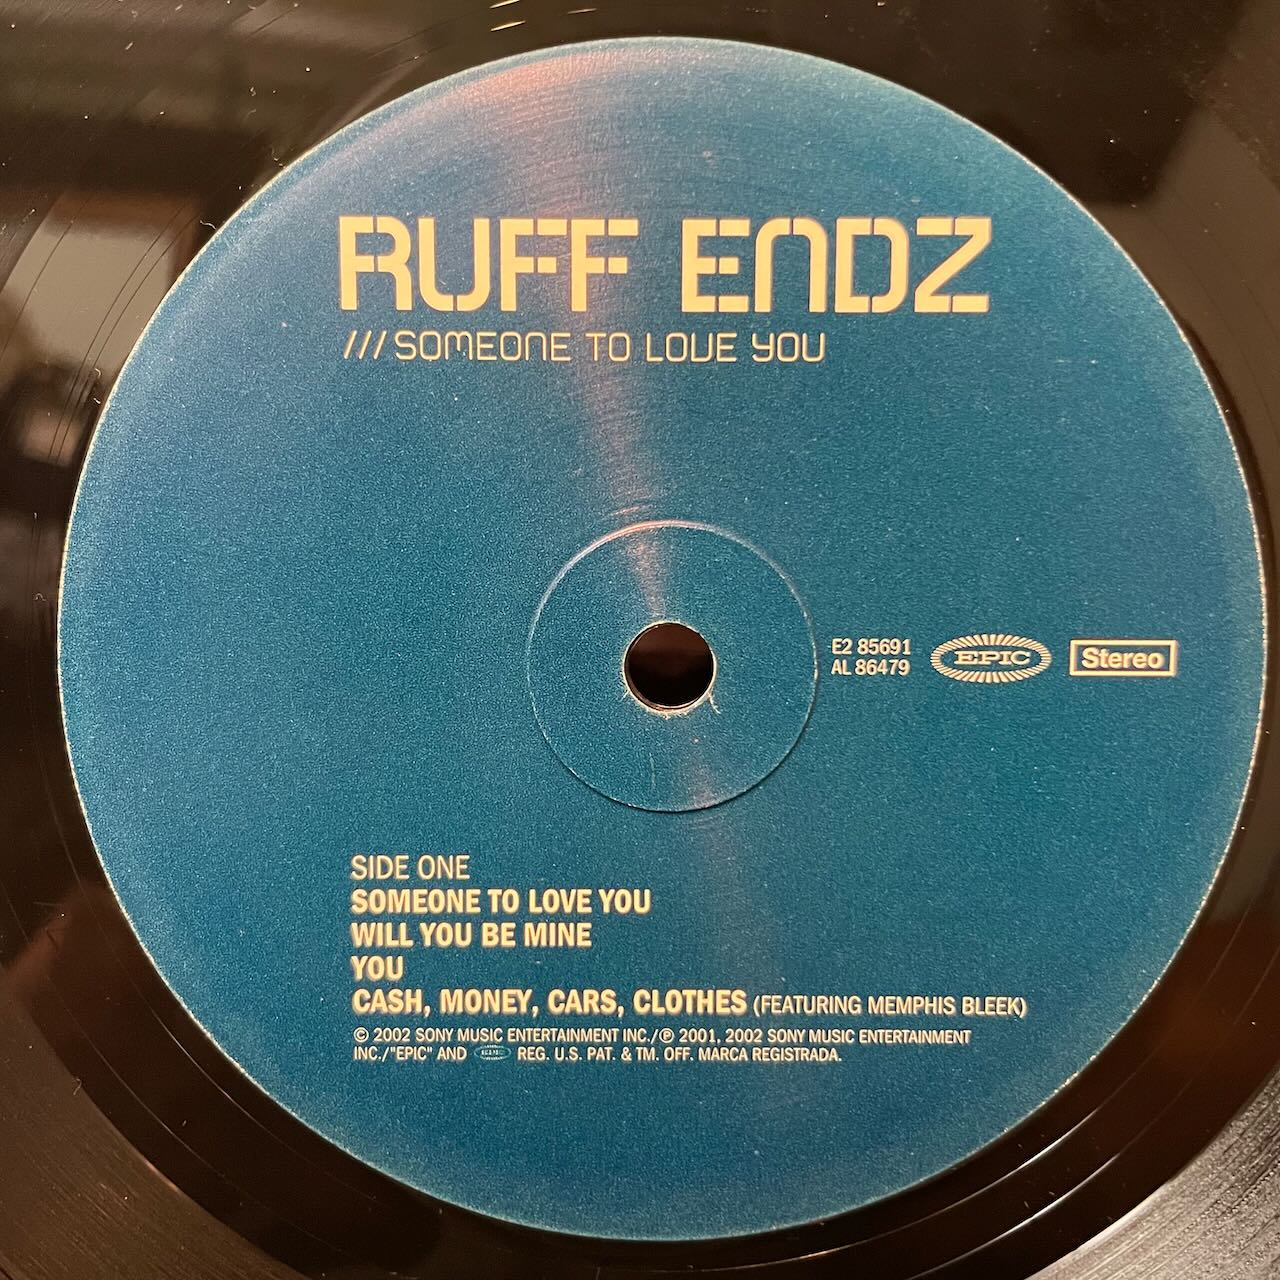 RUFF ENDZ
///SOMEONE TO LOVE YOU
E2 85691
AL 86479
EPIC
Stereo
SIDE ONE
SOMEONE TO LOVE YOU
WILL YOU BE MINE
YOU
CASH, MONEY, CARS, CLOTHES (FEATURING MEMPHIS BLEEK)
© 2002 SONY MUSIC ENTERTAINMENT INC./℗ 2001, 2002 SONY MUSIC ENTERTAINMENT
INC./"EPIC" AND EPIC REG. U.S. PAT. & TM. OFF. MARCA REGISTRADA.